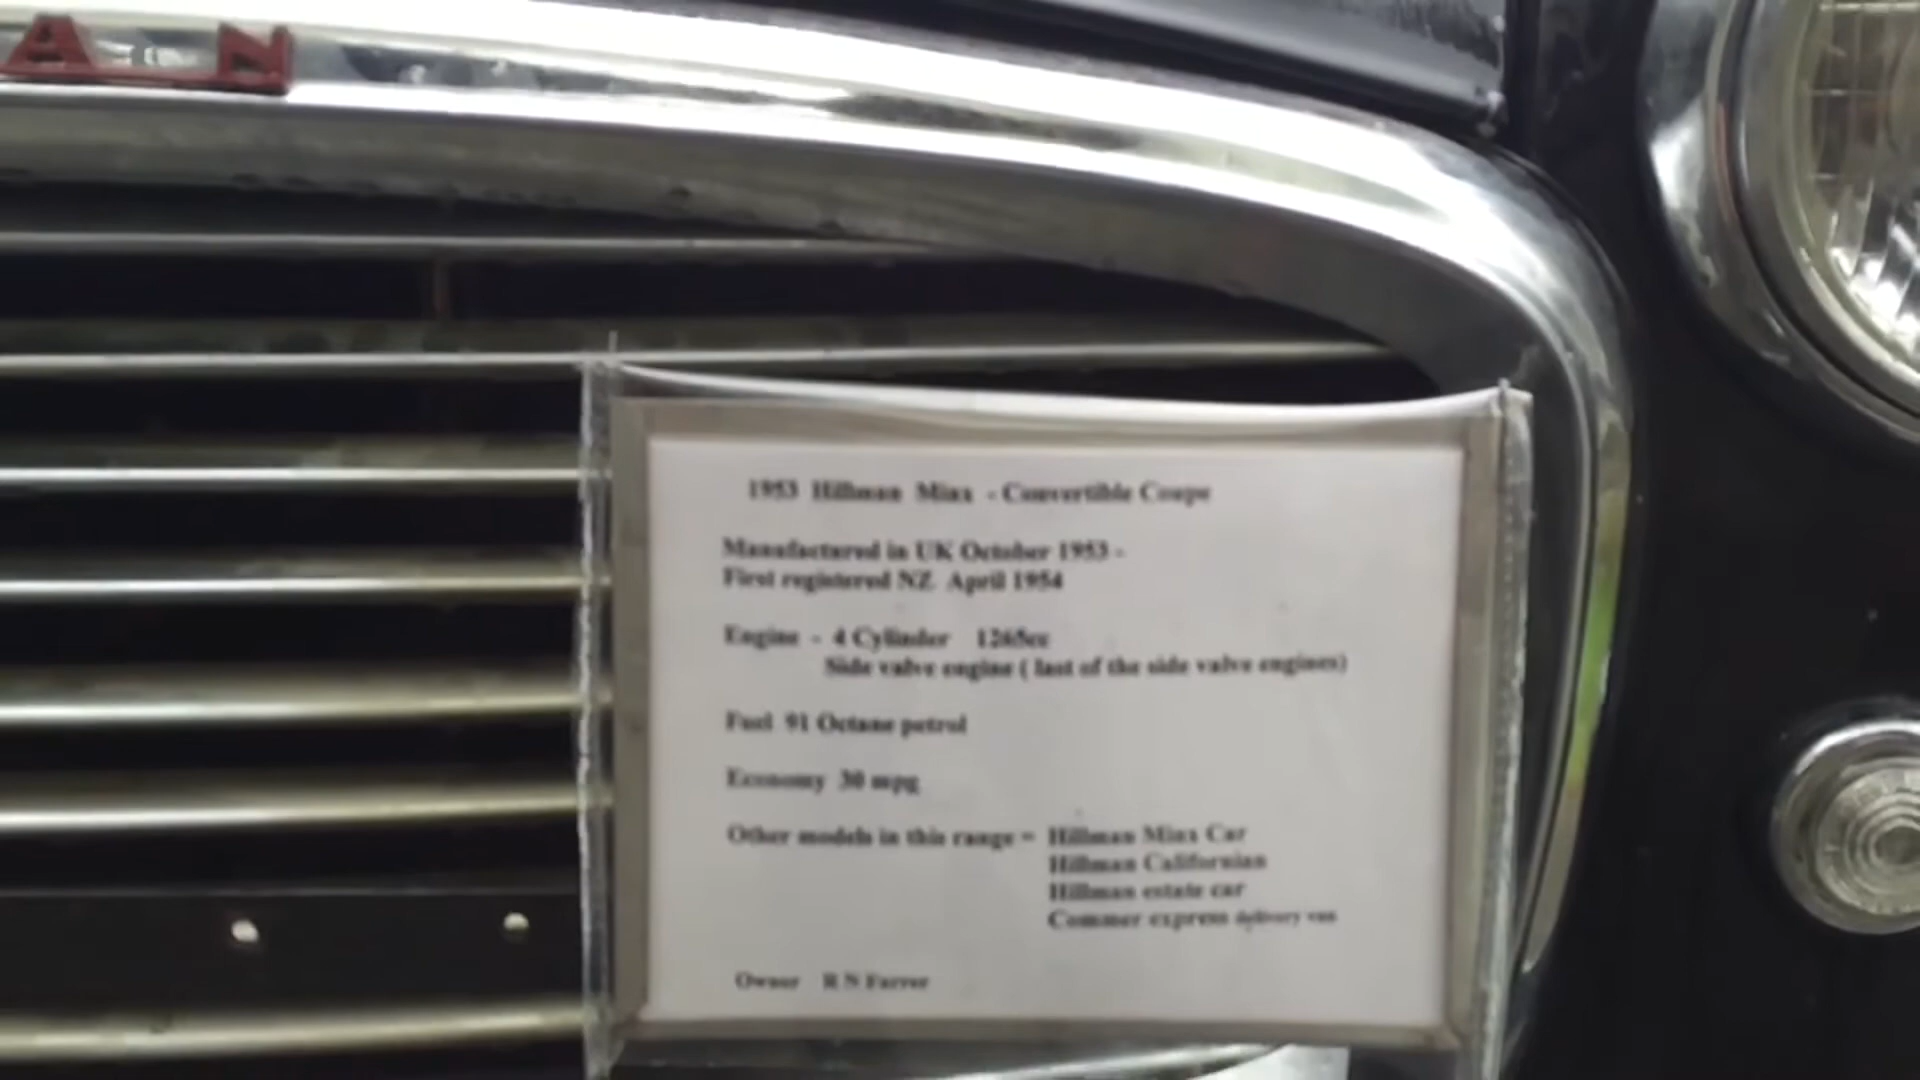 AN
1953 Hillman Minx - Convertible Coupe
Manufactured in UK October 1953 -
First registered NZ April 1954
Engine - 4 Cylinder 1265cc
Side valve engine ( last of the side valve engines)
Fuel 91 Octane petrol
Economy 30 mpg
Other models in this range = Hillman Minx Car
Hillman Californian
Hillman estate car
Commer express delivery van
Owner R N Farrer